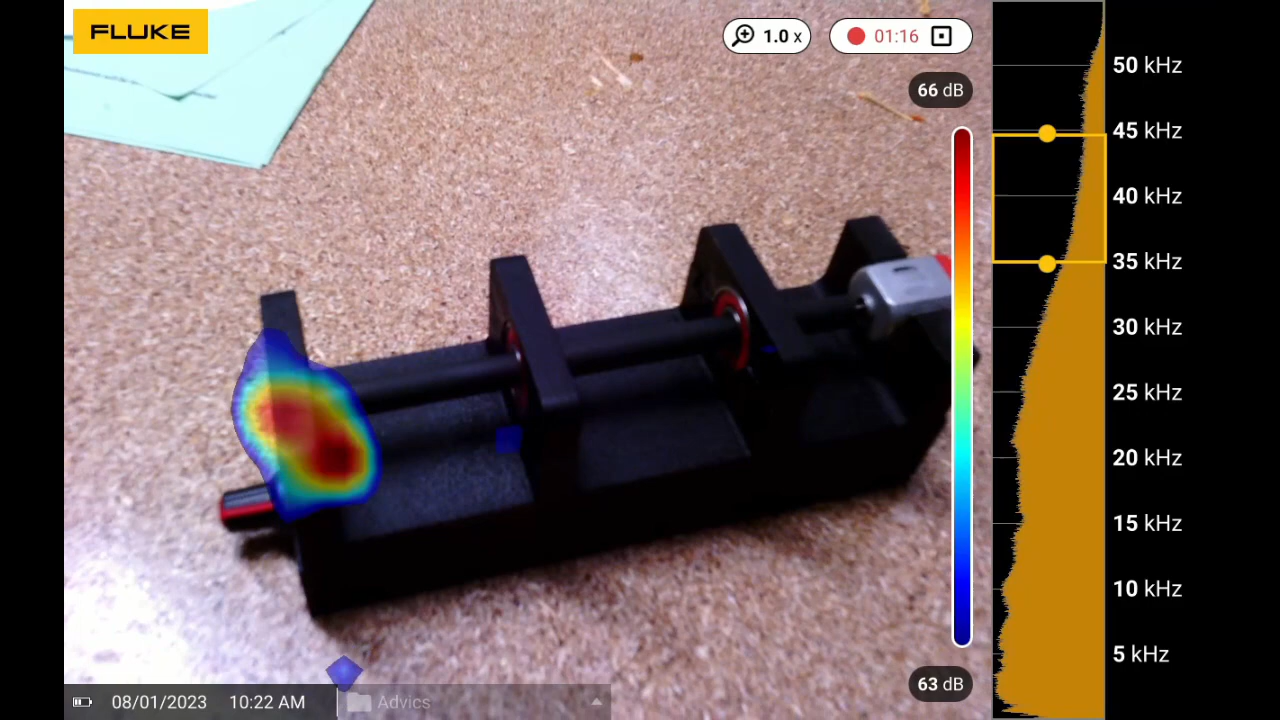 FLUKE
1.0 x
01:16
66 dB
63 dB
50 kHz
45 kHz
40 kHz
35 kHz
30 kHz
25 kHz
20 kHz
15 kHz
10 kHz
5 kHz
08/01/2023 10:22 AM Advics